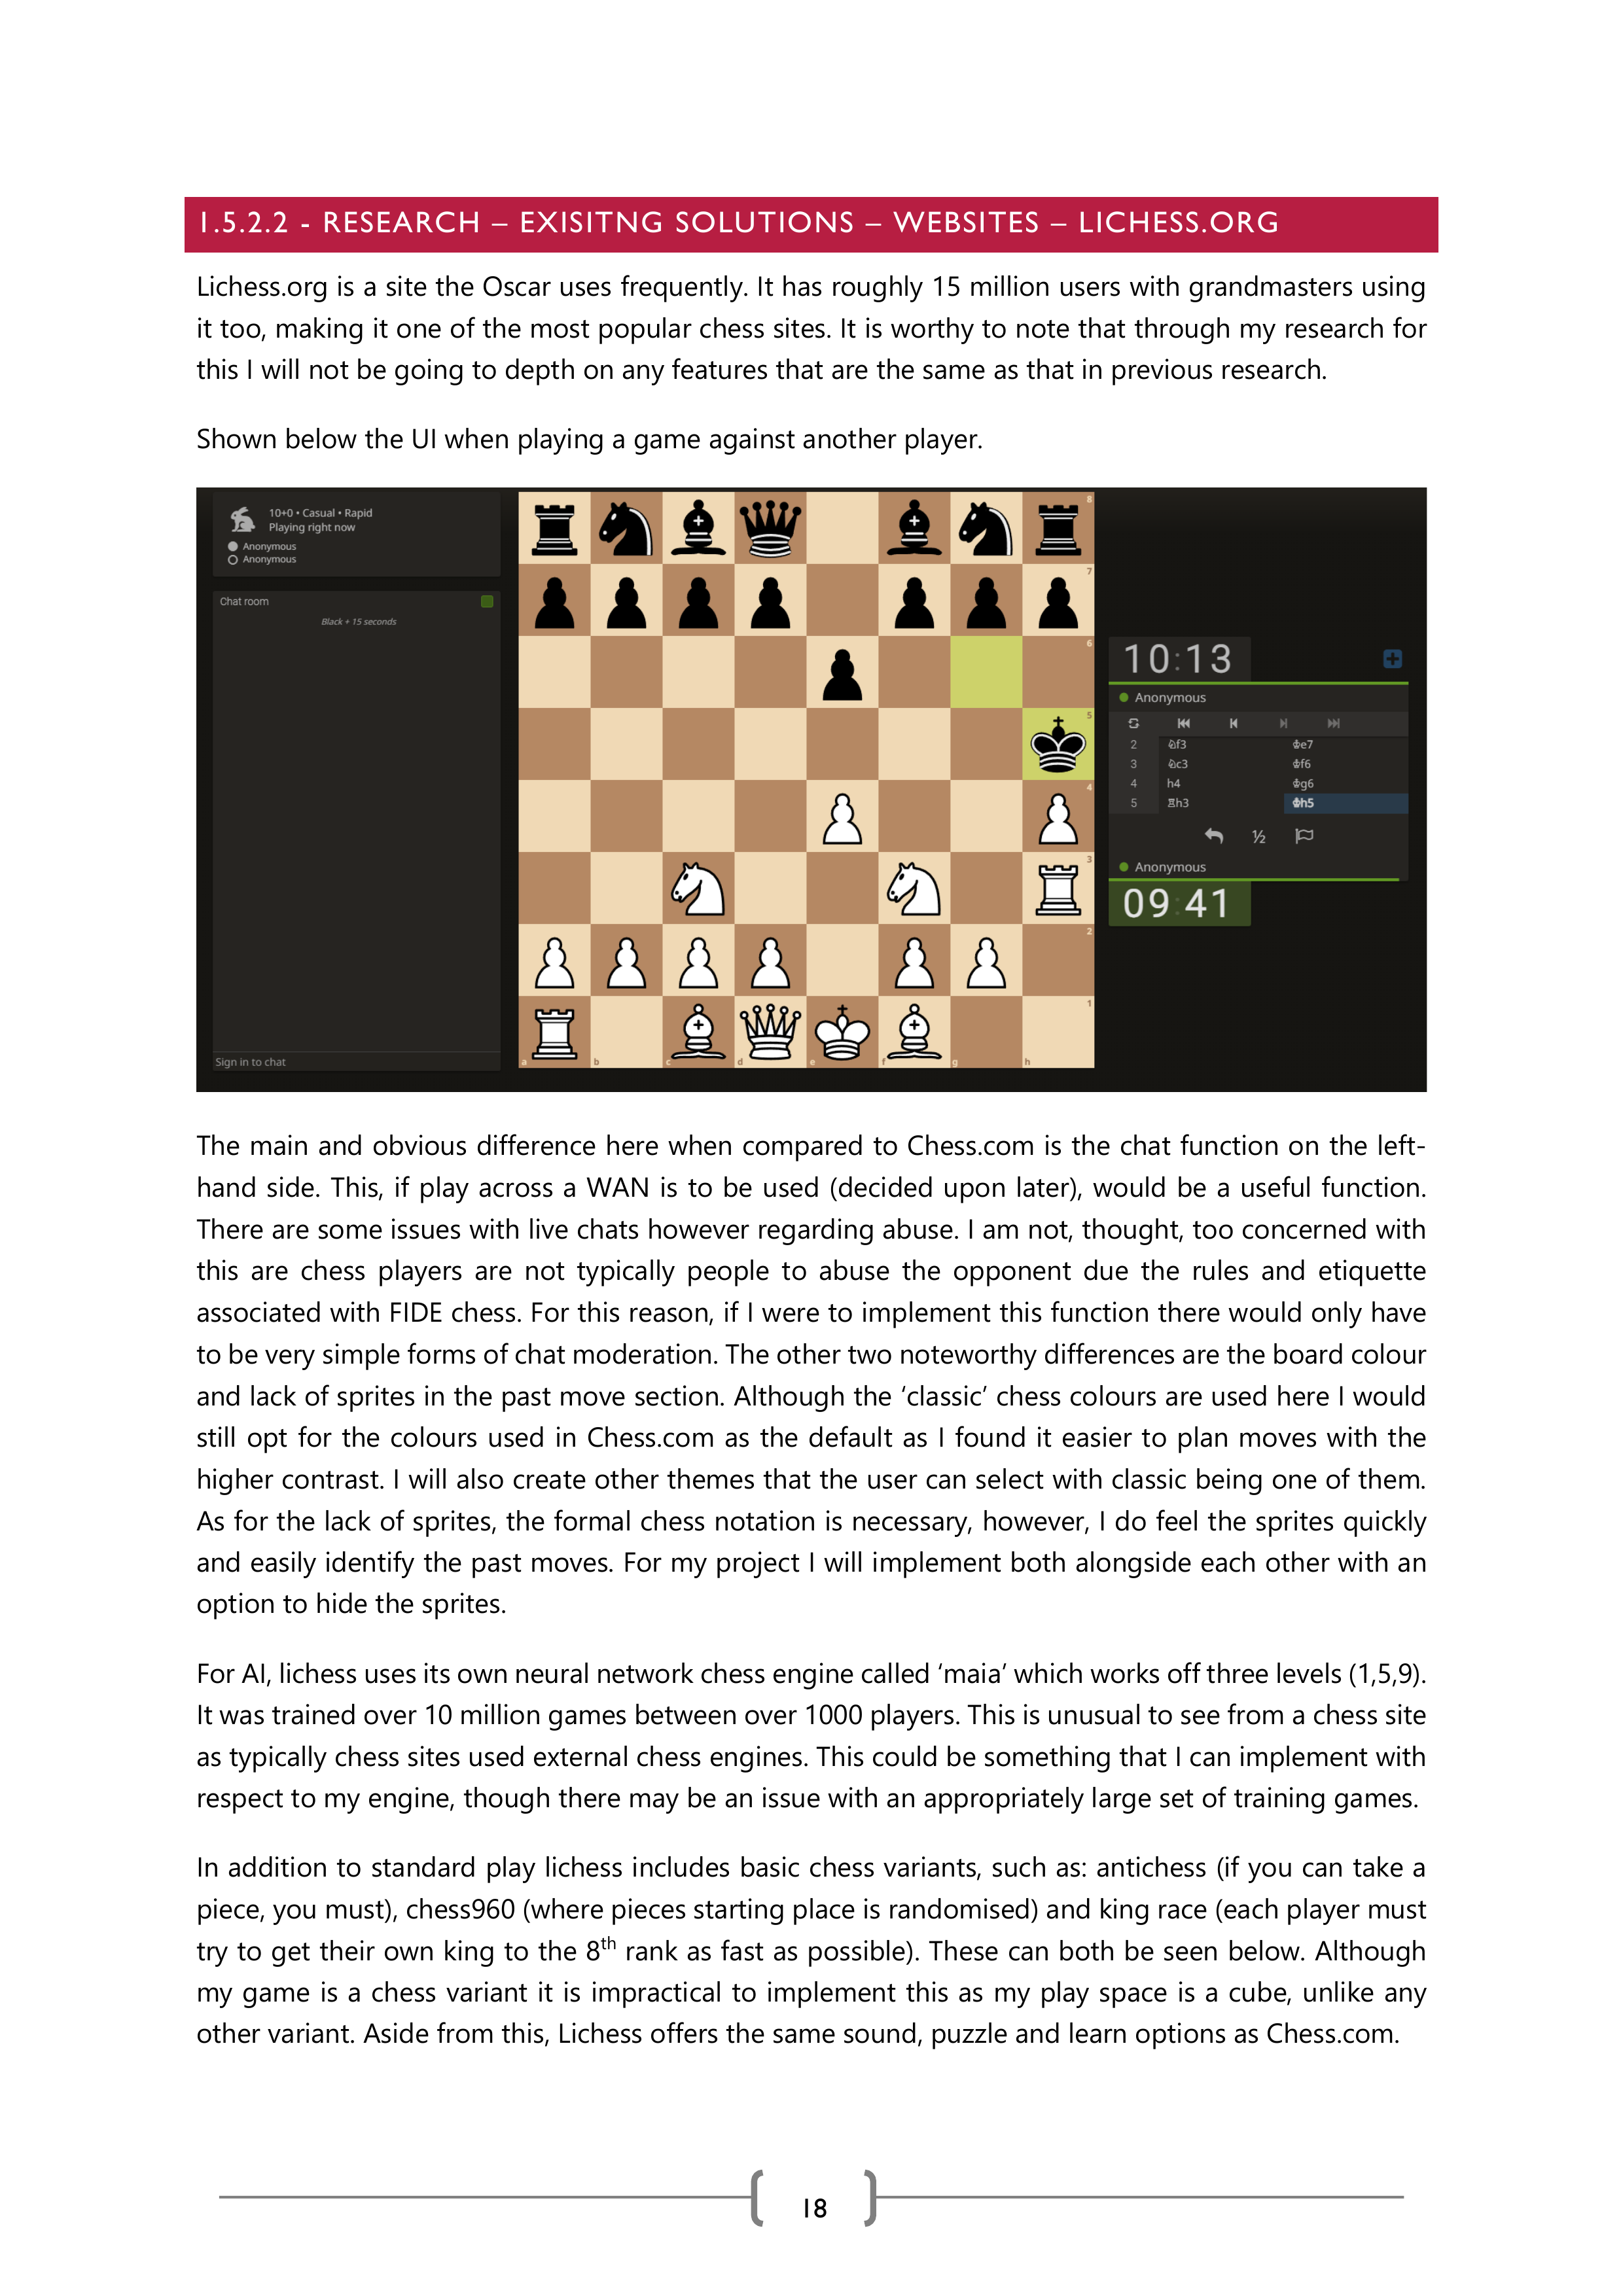 1.5.2.2 - RESEARCH – EXISITNG SOLUTIONS – WEBSITES – LICHESS.ORG
Lichess.org is a site the Oscar uses frequently. It has roughly 15 million users with grandmasters using
it too, making it one of the most popular chess sites. It is worthy to note that through my research for
this I will not be going to depth on any features that are the same as that in previous research.
Shown below the UI when playing a game against another player.
10+0 • Casual • Rapid
Playing right now
Anonymous
Anonymous
Chat room
Black + 15 seconds
Sign in to chat
8
7
6
5
4
3
2
1
a b c d e f g h
10:13
Anonymous
2 ♘f3 ♚e7
3 ♘c3 ♚f6
4 h4 ♚g6
5 ♖h3 ♚h5
½
Anonymous
09:41
The main and obvious difference here when compared to Chess.com is the chat function on the left-
hand side. This, if play across a WAN is to be used (decided upon later), would be a useful function.
There are some issues with live chats however regarding abuse. I am not, thought, too concerned with
this are chess players are not typically people to abuse the opponent due the rules and etiquette
associated with FIDE chess. For this reason, if I were to implement this function there would only have
to be very simple forms of chat moderation. The other two noteworthy differences are the board colour
and lack of sprites in the past move section. Although the ‘classic’ chess colours are used here I would
still opt for the colours used in Chess.com as the default as I found it easier to plan moves with the
higher contrast. I will also create other themes that the user can select with classic being one of them.
As for the lack of sprites, the formal chess notation is necessary, however, I do feel the sprites quickly
and easily identify the past moves. For my project I will implement both alongside each other with an
option to hide the sprites.
For AI, lichess uses its own neural network chess engine called ‘maia’ which works off three levels (1,5,9).
It was trained over 10 million games between over 1000 players. This is unusual to see from a chess site
as typically chess sites used external chess engines. This could be something that I can implement with
respect to my engine, though there may be an issue with an appropriately large set of training games.
In addition to standard play lichess includes basic chess variants, such as: antichess (if you can take a
piece, you must), chess960 (where pieces starting place is randomised) and king race (each player must
try to get their own king to the 8th rank as fast as possible). These can both be seen below. Although
my game is a chess variant it is impractical to implement this as my play space is a cube, unlike any
other variant. Aside from this, Lichess offers the same sound, puzzle and learn options as Chess.com.
18